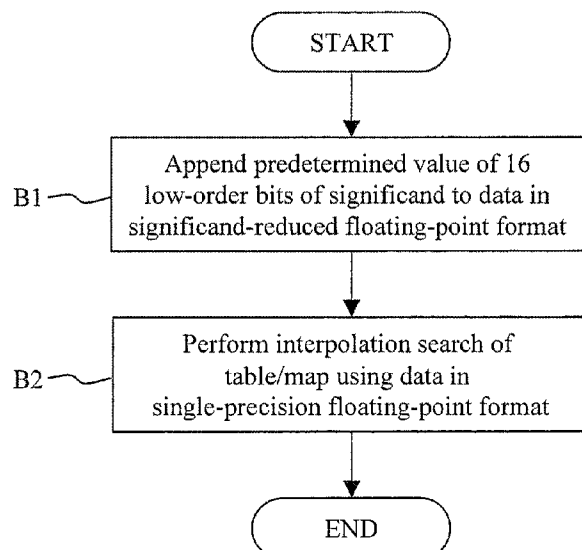 START
B1
Append predetermined value of 16
low-order bits of significand to data in
significand-reduced floating-point format
B2
Perform interpolation search of
table/map using data in
single-precision floating-point format
END